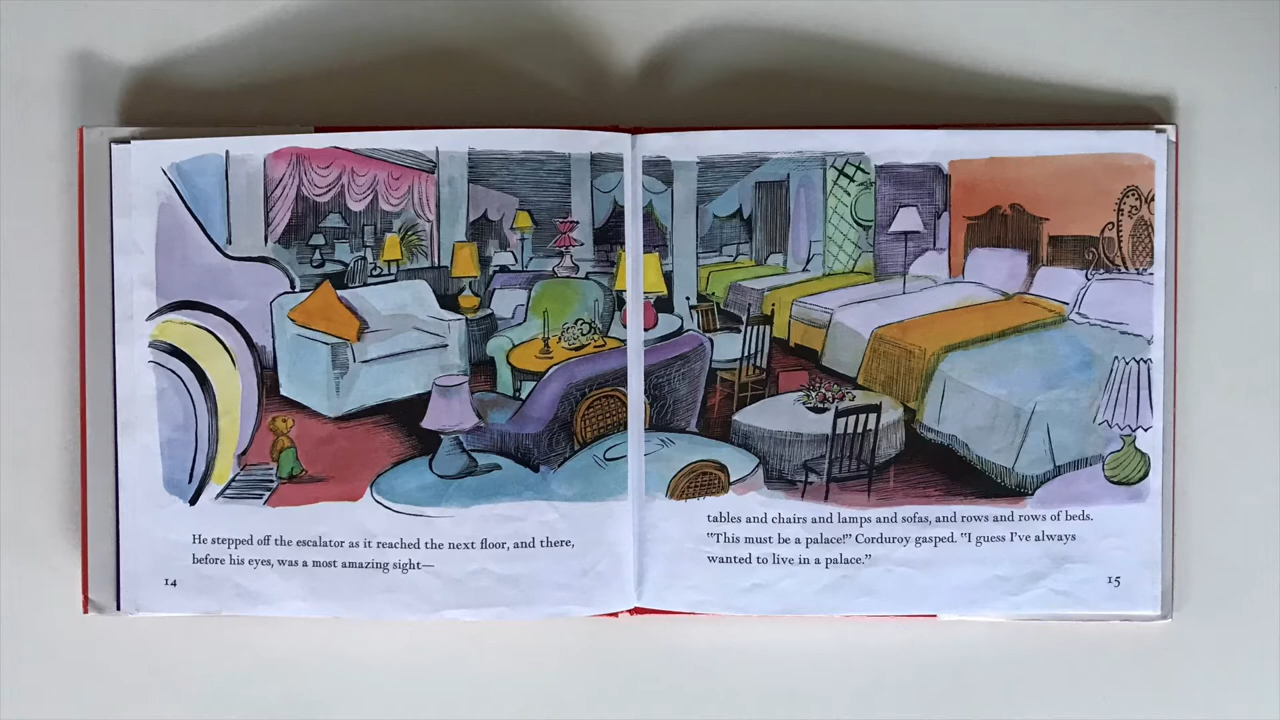 He stepped off the escalator as it reached the next floor, and there,
before his eyes, was a most amazing sight—
14
tables and chairs and lamps and sofas, and rows and rows of beds.
"This must be a palace!" Corduroy gasped. "I guess I've always
wanted to live in a palace."
15